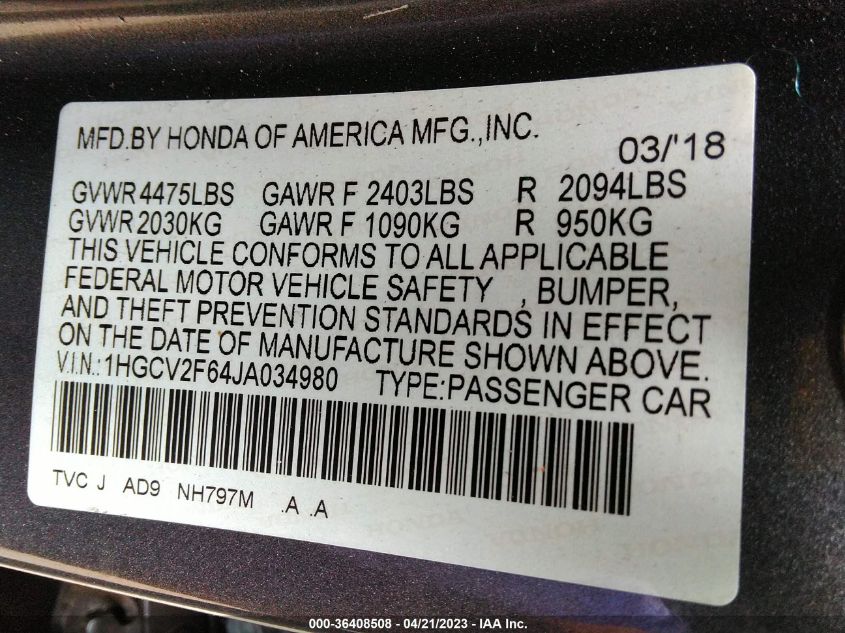 MFD.BY HONDA OF AMERICA MFG.,INC.
03/'18
GVWR 4475LBS GAWR F 2403LBS R 2094LBS
GVWR 2030KG GAWR F 1090KG R 950KG
THIS VEHICLE CONFORMS TO ALL APPLICABLE
FEDERAL MOTOR VEHICLE SAFETY , BUMPER,
AND THEFT PREVENTION STANDARDS IN EFFECT
ON THE DATE OF MANUFACTURE SHOWN ABOVE.
V.I.N.: 1HGCV2F64JA034980 TYPE:PASSENGER CAR
TVC J AD9 NH797M .A .A
000-36408508 - 04/21/2023 - IAA Inc.